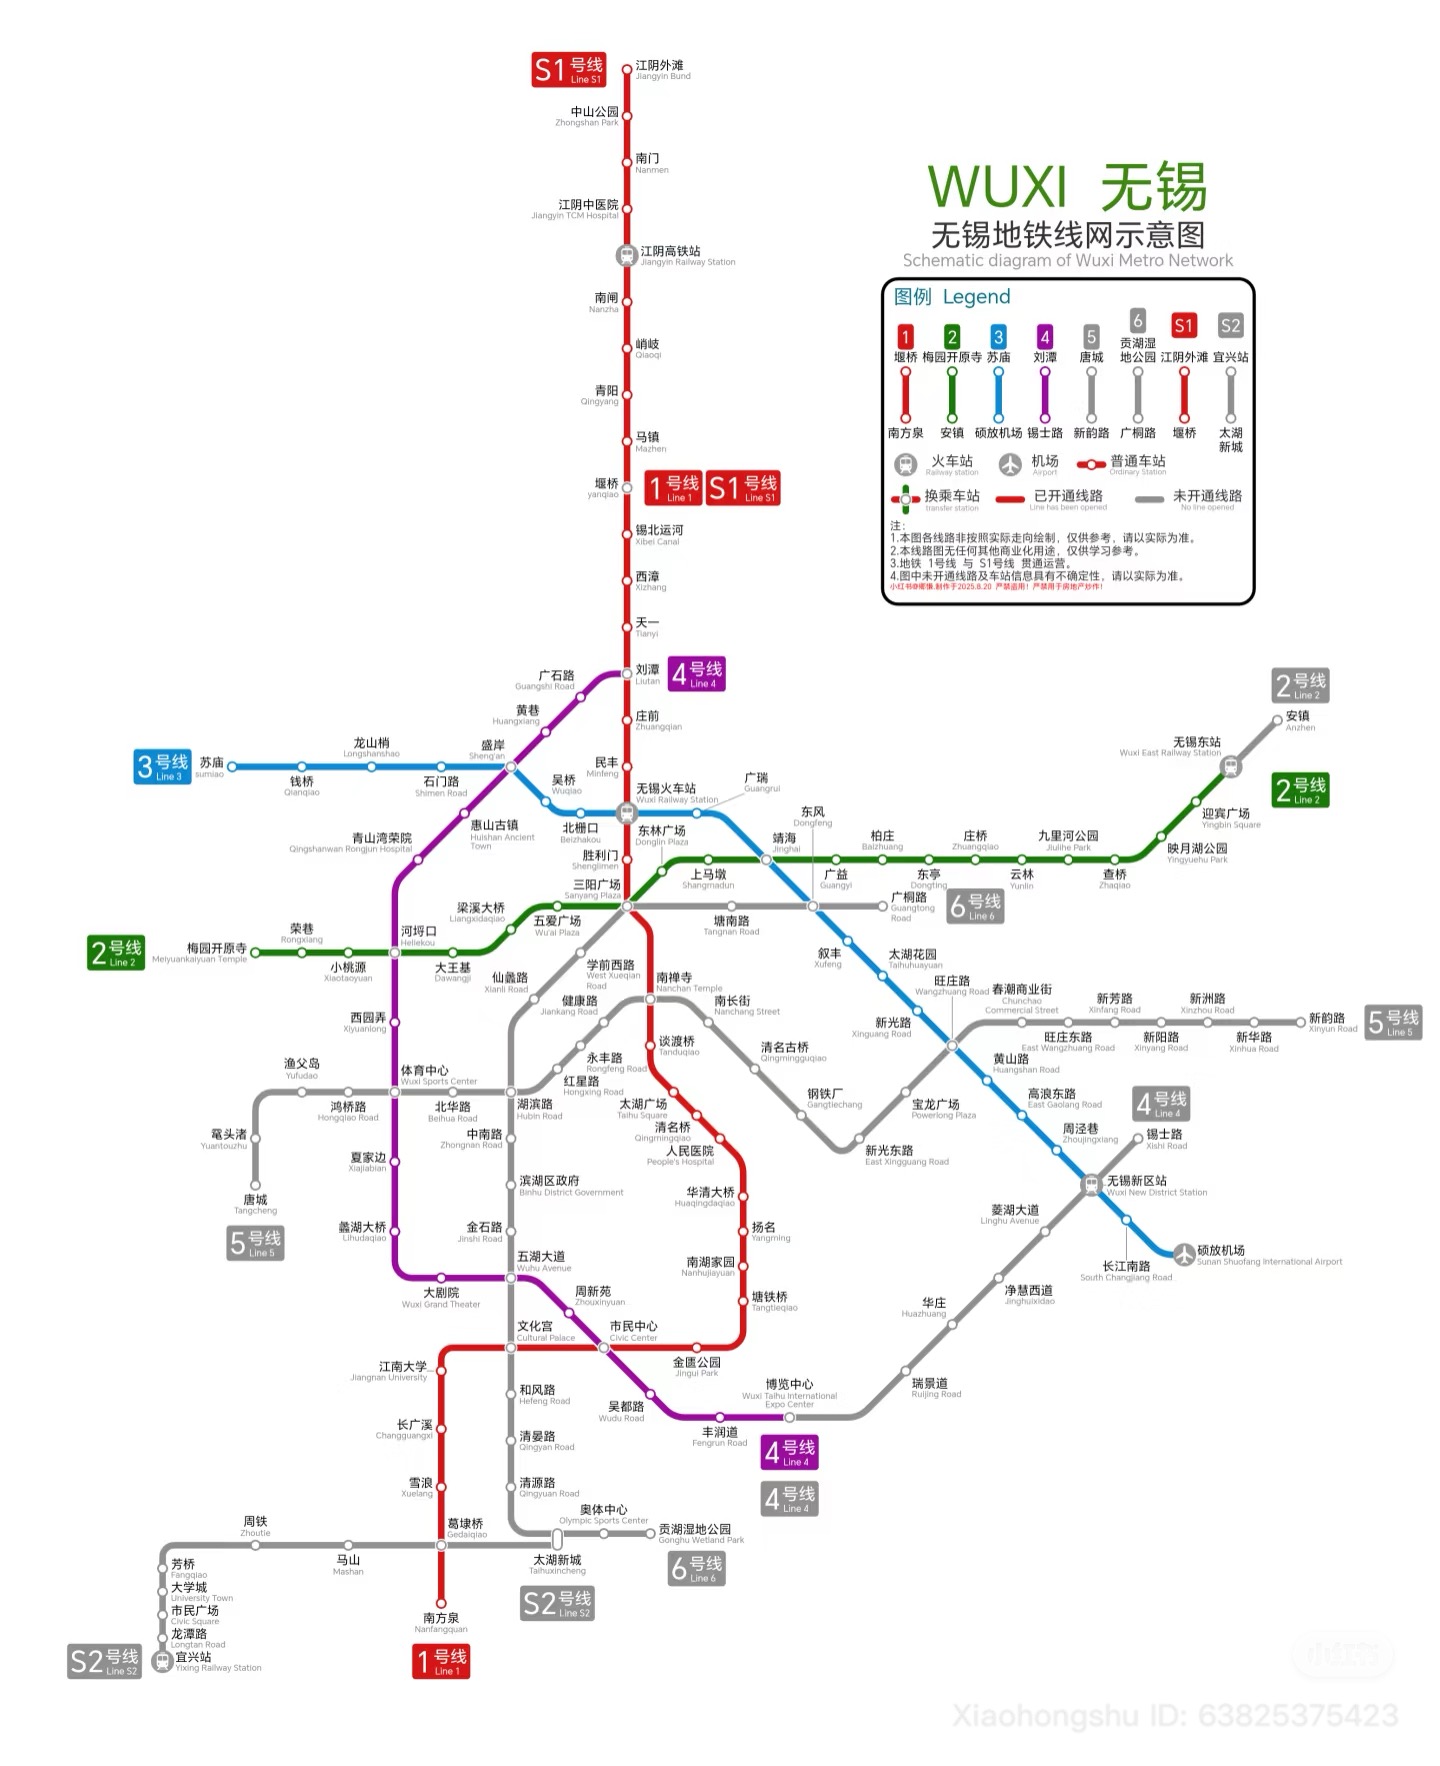 S1号线
Line S1
江阴外滩
Jiangyin Bund
中山公园
Zhongshan Park
南门
Nanmen
江阴中医院
Jiangyin TCM Hospital
江阴高铁站
Jiangyin Railway Station
南闸
Nanzha
峭岐
Qiaoqi
青阳
Qingyang
马镇
Mazhen
堰桥
yanqiao
1号线
Line 1
S1号线
Line S1
锡北运河
Xibei Canal
西漳
Xizhang
天一
Tianyi
刘潭
Liutan
4号线
Line 4
庄前
Zhuangqian
民丰
Minfeng
无锡火车站
Wuxi Railway Station
胜利门
Shenglimen
三阳广场
Sanyang Plaza
WUXI 无锡
无锡地铁线网示意图
Schematic diagram of Wuxi Metro Network
图例 Legend
1
堰桥
南方泉
2
梅园开原寺
安镇
3
苏庙
硕放机场
4
刘潭
锡士路
5
唐城
新韵路
6
贡湖湿
地公园
广桐路
S1
江阴外滩
堰桥
S2
宜兴站
太湖
新城
火车站
Railway station
机场
Airport
普通车站
Ordinary Station
换乘车站
transfer station
已开通线路
Line has been opened
未开通线路
No line opened
注:
1.本图各线路非按照实际走向绘制，仅供参考，请以实际为准。
2.本线路图无任何其他商业化用途，仅供学习参考。
3.地铁 1号线 与 S1号线 贯通运营。
4.图中未开通线路及车站信息具有不确定性，请以实际为准。
广石路
Guangshi Road
黄巷
Huangxiang
盛岸
Sheng'an
3号线
Line 3
苏庙
sumiao
钱桥
Qianqiao
龙山梢
Longshanshao
石门路
Shimen Road
吴桥
Wuqiao
北栅口
Beizhakou
广瑞
Guangrui
东林广场
Donglin Plaza
惠山古镇
Huishan Ancient
Town
青山湾荣院
Qingshanwan Rongjun Hospital
上马墩
Shangmadun
靖海
Jinghai
东风
Dongfeng
广益
Guangyi
柏庄
Baizhuang
东亭
Dongting
庄桥
Zhuangqiao
云林
Yunlin
九里河公园
Jiulihe Park
查桥
Zhaqiao
映月湖公园
Yingyuehu Park
迎宾广场
Yingbin Square
无锡东站
Wuxi East Railway Station
安镇
Anzhen
2号线
Line 2
2号线
Line 2
2号线
Line 2
梅园开原寺
Meiyuankaiyuan Temple
荣巷
Rongxiang
小桃源
Xiaotaoyuan
河埒口
Heliekou
大王基
Dawangji
梁溪大桥
Liangxidaqiao
五爱广场
Wu'ai Plaza
塘南路
Tangnan Road
广桐路
Guangtong
Road
6号线
Line 6
学前西路
West Xueqian
Road
仙蠡路
Xianli Road
健康路
Jiankang Road
永丰路
Rongfeng Road
红星路
Hongxing Road
湖滨路
Hubin Road
南禅寺
Nanchan Temple
南长街
Nanchang Street
谈渡桥
Tanduqiao
清名古桥
Qingmingguqiao
钢铁厂
Gangtiechang
新光东路
East Xingguang Road
宝龙广场
Powerlong Plaza
叙丰
Xufeng
太湖花园
Taihuhuayuan
新光路
Xinguang Road
旺庄路
Wangzhuang Road
春潮商业街
Chunchao
Commercial Street
旺庄东路
East Wangzhuang Road
新芳路
Xinfang Road
新阳路
Xinyang Road
新洲路
Xinzhou Road
新华路
Xinhua Road
新韵路
Xinyun Road
5号线
Line 5
黄山路
Huangshan Road
高浪东路
East Gaolang Road
周泾巷
Zhoujingxiang
4号线
Line 4
锡士路
Xishi Road
无锡新区站
Wuxi New District Station
长江南路
South Changjiang Road
硕放机场
Sunan Shuofang International Airport
菱湖大道
Linghu Avenue
净慧西道
Jinghuixidao
华庄
Huazhuang
瑞景道
Ruijing Road
西园弄
Xiyuanlong
体育中心
Wuxi Sports Center
北华路
Beihua Road
渔父岛
Yufudao
鸿桥路
Hongqiao Road
鼋头渚
Yuantouzhu
唐城
Tangcheng
5号线
Line 5
夏家边
Xiajiabian
蠡湖大桥
Lihudaqiao
大剧院
Wuxi Grand Theater
中南路
Zhongnan Road
滨湖区政府
Binhu District Government
金石路
Jinshi Road
五湖大道
Wuhu Avenue
太湖广场
Taihu Square
清名桥
Qingmingqiao
人民医院
People's Hospital
华清大桥
Huaqingdaqiao
扬名
Yangming
南湖家园
Nanhujiayuan
塘铁桥
Tangtieqiao
金匮公园
Jingui Park
周新苑
Zhouxinyuan
市民中心
Civic Center
文化宫
Cultural Palace
江南大学
Jiangnan University
长广溪
Changguangxi
雪浪
Xuelang
葛埭桥
Gedaiqiao
南方泉
Nanfangquan
1号线
Line 1
和风路
Hefeng Road
清晏路
Qingyan Road
清源路
Qingyuan Road
吴都路
Wudu Road
丰润道
Fengrun Road
博览中心
Wuxi Taihu International
Expo Center
4号线
Line 4
4号线
Line 4
奥体中心
Olympic Sports Center
贡湖湿地公园
Gonghu Wetland Park
6号线
Line 6
太湖新城
Taihuxincheng
S2号线
Line S2
马山
Mashan
周铁
Zhoutie
芳桥
Fangqiao
大学城
University Town
市民广场
Civic Square
龙潭路
Longtan Road
宜兴站
Yixing Railway Station
S2号线
Line S2
小红书
Xiaohongshu ID: 63825375423